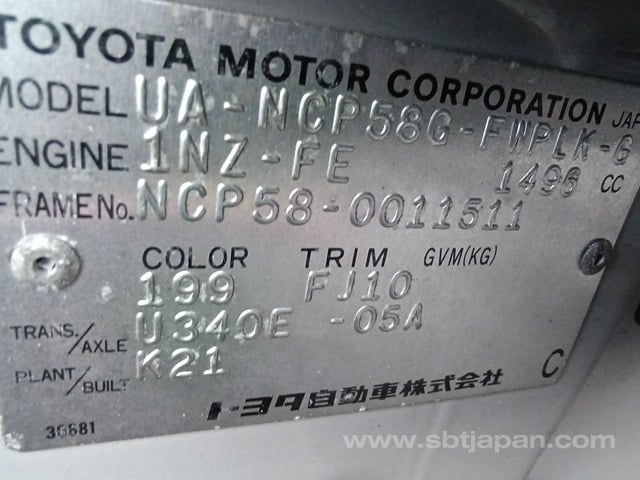 TOYOTA MOTOR CORPORATION JAP
MODEL UA-NCP58G-FWPLK-G
ENGINE 1NZ-FE 1496 CC
FRAME No. NCP58-0011511
COLOR TRIM GVM(KG)
199 FJ10
TRANS./AXLE U340E -05A
PLANT/BUILT K21
トヨタ自動車株式会社 C
36681
www.sbtjapan.com